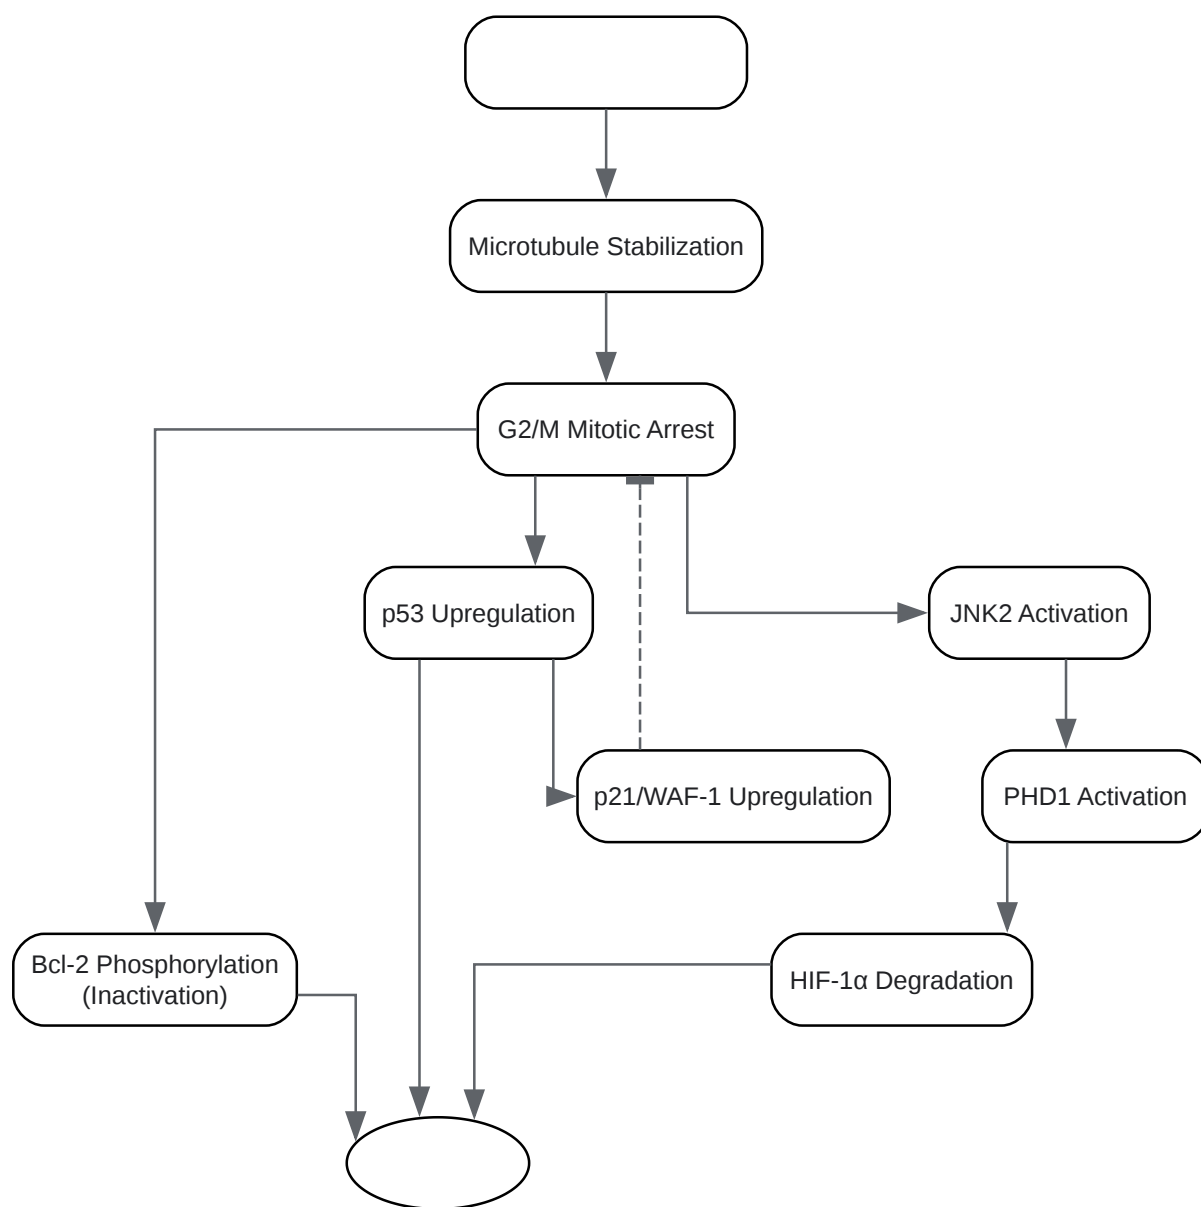 Microtubule Stabilization
G2/M Mitotic Arrest
p53 Upregulation
JNK2 Activation
p21/WAF-1 Upregulation
PHD1 Activation
Bcl-2 Phosphorylation
(Inactivation)
HIF-1α Degradation